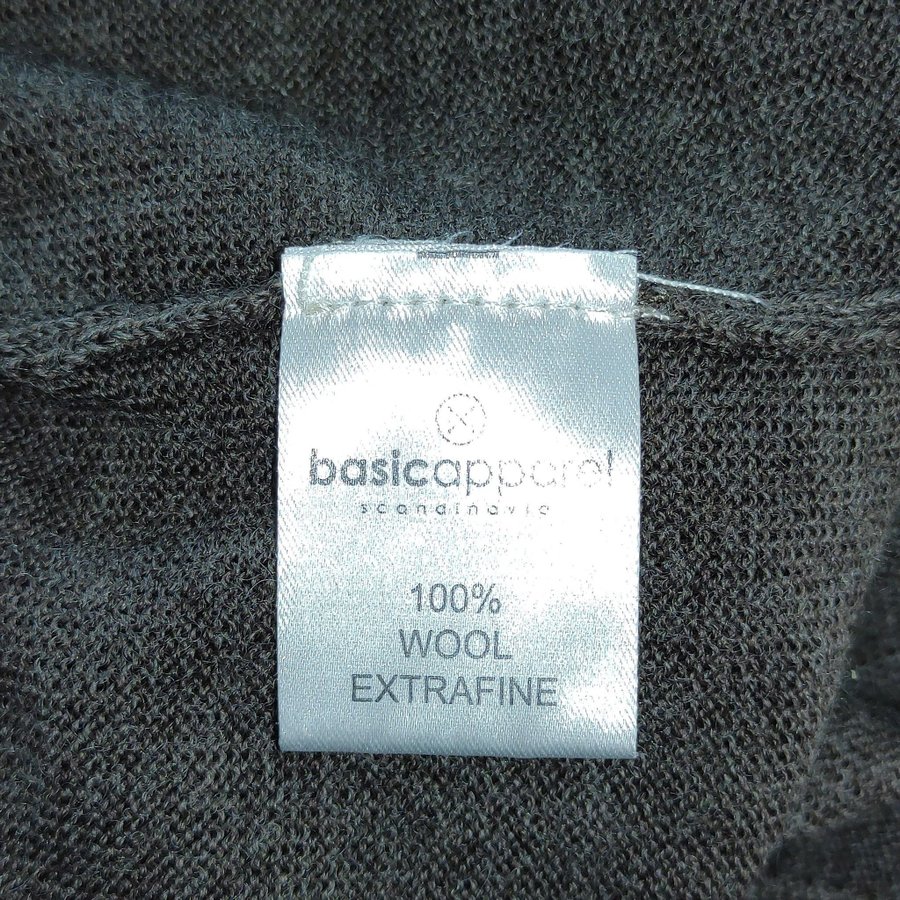 basicapparel
scandinavia
100%
WOOL
EXTRAFINE